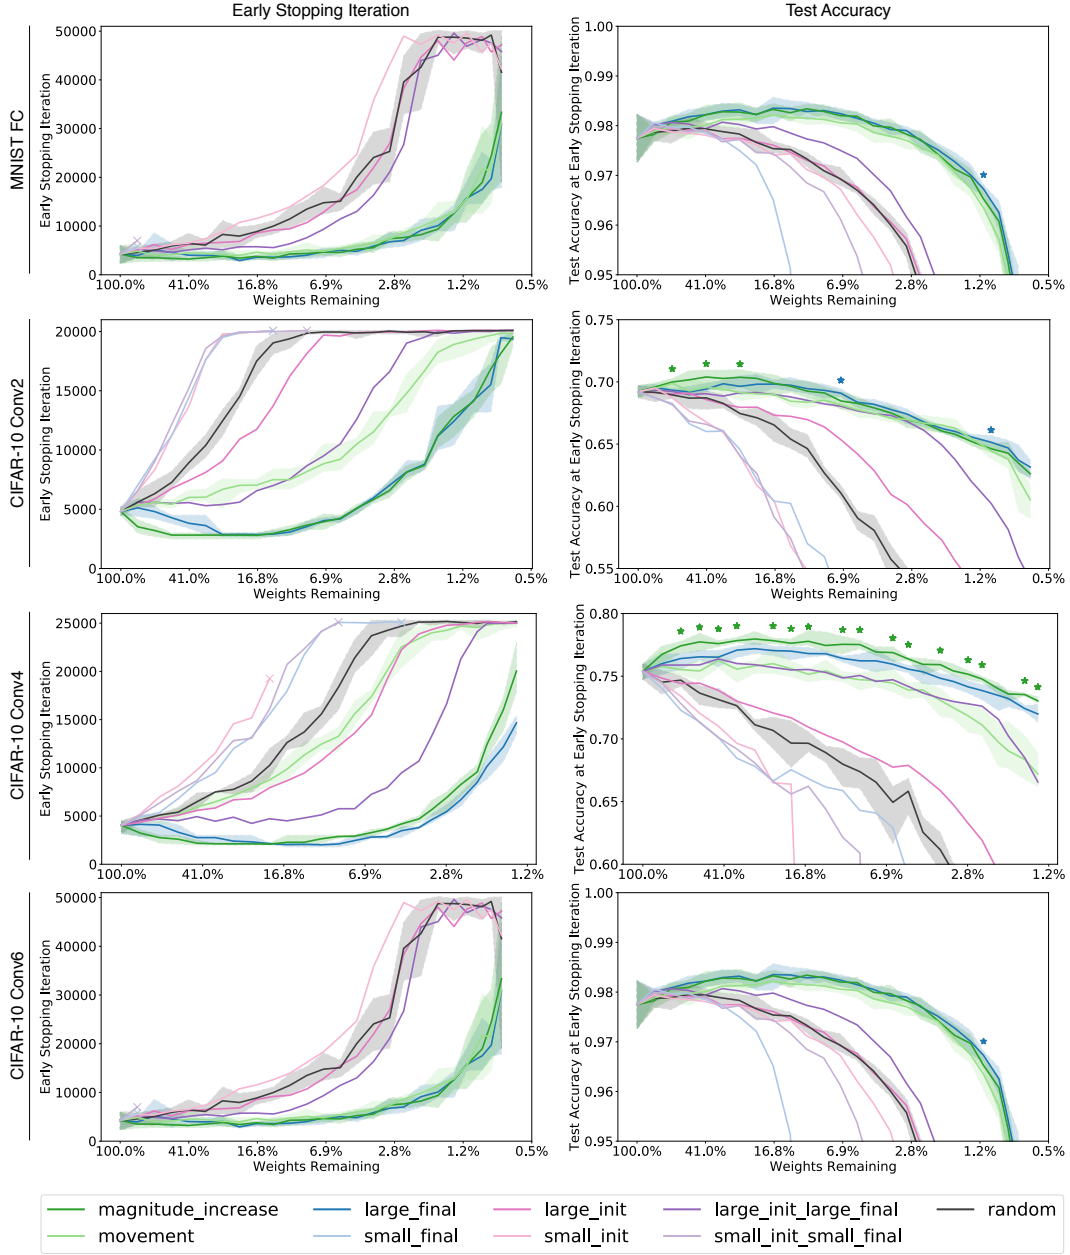 Early Stopping Iteration
Test Accuracy
MNIST FC
Early Stopping Iteration
50000
40000
30000
20000
10000
0
100.0% 41.0% 16.8% 6.9% 2.8% 1.2% 0.5%
Weights Remaining
Test Accuracy at Early Stopping Iteration
1.00
0.99
0.98
0.97
0.96
0.95
100.0% 41.0% 16.8% 6.9% 2.8% 1.2% 0.5%
Weights Remaining
CIFAR-10 Conv2
Early Stopping Iteration
20000
15000
10000
5000
0
100.0% 41.0% 16.8% 6.9% 2.8% 1.2% 0.5%
Weights Remaining
Test Accuracy at Early Stopping Iteration
0.75
0.70
0.65
0.60
0.55
100.0% 41.0% 16.8% 6.9% 2.8% 1.2% 0.5%
Weights Remaining
CIFAR-10 Conv4
Early Stopping Iteration
25000
20000
15000
10000
5000
0
100.0% 41.0% 16.8% 6.9% 2.8% 1.2%
Weights Remaining
Test Accuracy at Early Stopping Iteration
0.80
0.75
0.70
0.65
0.60
100.0% 41.0% 16.8% 6.9% 2.8% 1.2%
Weights Remaining
CIFAR-10 Conv6
Early Stopping Iteration
50000
40000
30000
20000
10000
0
100.0% 41.0% 16.8% 6.9% 2.8% 1.2% 0.5%
Weights Remaining
Test Accuracy at Early Stopping Iteration
1.00
0.99
0.98
0.97
0.96
0.95
100.0% 41.0% 16.8% 6.9% 2.8% 1.2% 0.5%
Weights Remaining
magnitude_increase large_final large_init large_init_large_final random
movement small_final small_init small_init_small_final